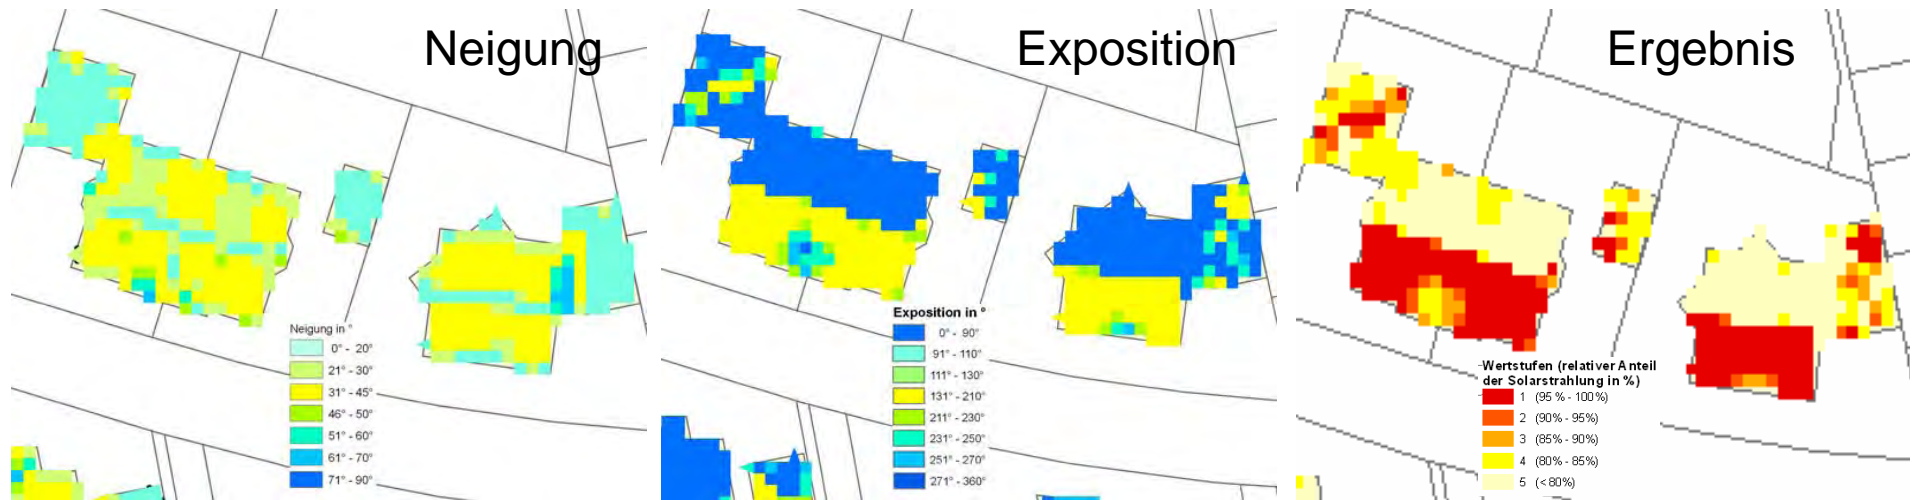 Neigung
Neigung in °
0° - 20°
21° - 30°
31° - 45°
46° - 50°
51° - 60°
61° - 70°
71° - 90°
Exposition
Exposition in °
0° - 90°
91° - 110°
111° - 130°
131° - 210°
211° - 230°
231° - 250°
251° - 270°
271° - 360°
Ergebnis
Wertstufen (relativer Anteil
der Solarstrahlung in %)
1 (95 % - 100%)
2 (90% - 95%)
3 (85% - 90%)
4 (80% - 85%)
5 (< 80%)